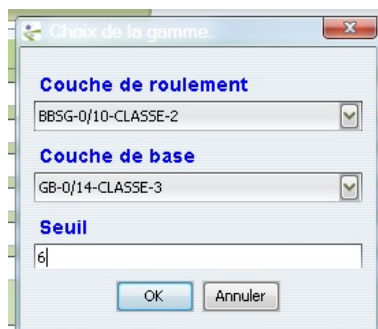 Choix de la gamme.
Couche de roulement
BBSG-0/10-CLASSE-2
Couche de base
GB-0/14-CLASSE-3
Seuil
6
OK Annuler